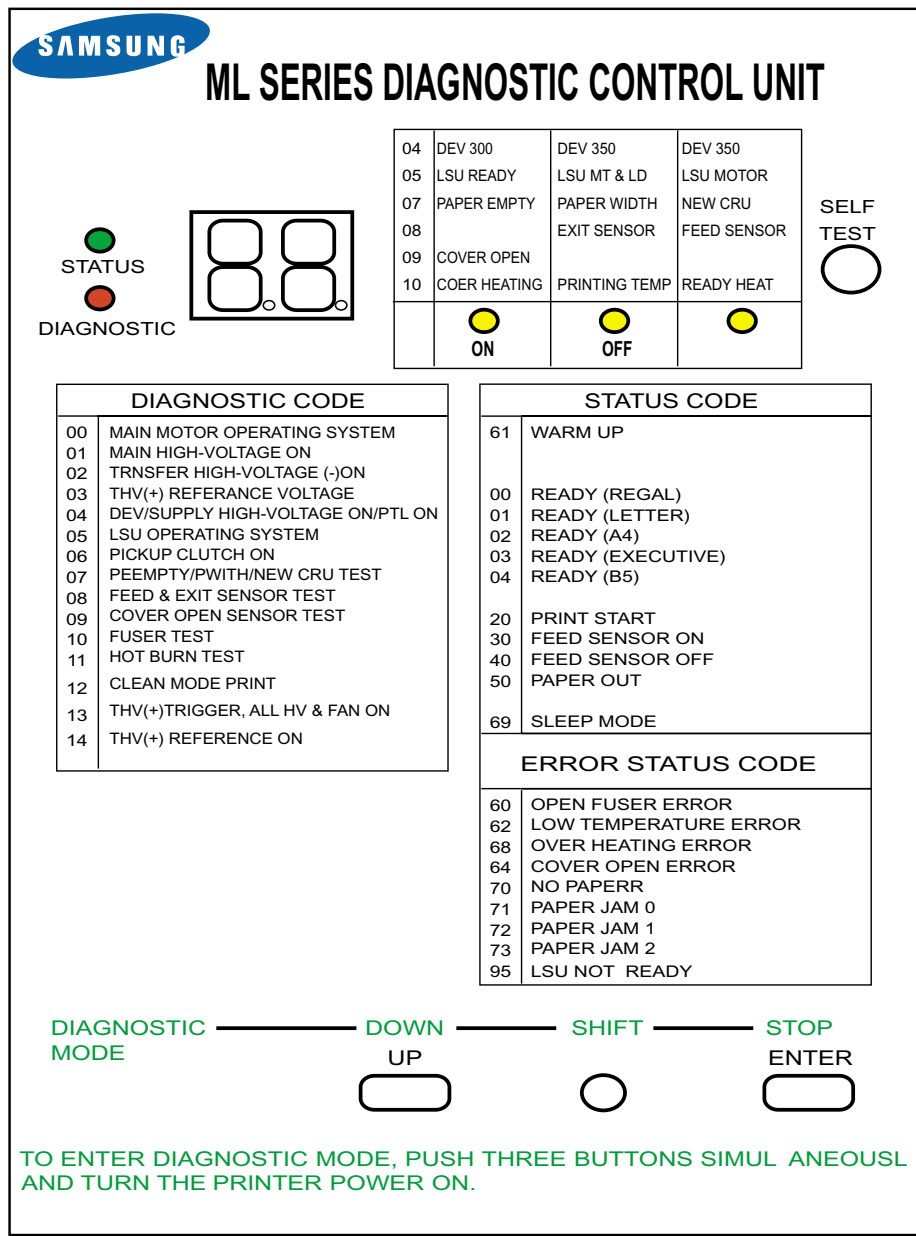 SAMSUNG
ML SERIES DIAGNOSTIC CONTROL UNIT
04 DEV 300 DEV 350 DEV 350
05 LSU READY LSU MT & LD LSU MOTOR
07 PAPER EMPTY PAPER WIDTH NEW CRU
08 EXIT SENSOR FEED SENSOR
09 COVER OPEN
10 COER HEATING PRINTING TEMP READY HEAT
ON OFF
SELF
TEST
STATUS
DIAGNOSTIC
DIAGNOSTIC CODE
00 MAIN MOTOR OPERATING SYSTEM
01 MAIN HIGH-VOLTAGE ON
02 TRNSFER HIGH-VOLTAGE (-)ON
03 THV(+) REFERANCE VOLTAGE
04 DEV/SUPPLY HIGH-VOLTAGE ON/PTL ON
05 LSU OPERATING SYSTEM
06 PICKUP CLUTCH ON
07 PEEMPTY/PWITH/NEW CRU TEST
08 FEED & EXIT SENSOR TEST
09 COVER OPEN SENSOR TEST
10 FUSER TEST
11 HOT BURN TEST
12 CLEAN MODE PRINT
13 THV(+)TRIGGER, ALL HV & FAN ON
14 THV(+) REFERENCE ON
STATUS CODE
61 WARM UP
00 READY (REGAL)
01 READY (LETTER)
02 READY (A4)
03 READY (EXECUTIVE)
04 READY (B5)
20 PRINT START
30 FEED SENSOR ON
40 FEED SENSOR OFF
50 PAPER OUT
69 SLEEP MODE
ERROR STATUS CODE
60 OPEN FUSER ERROR
62 LOW TEMPERATURE ERROR
68 OVER HEATING ERROR
64 COVER OPEN ERROR
70 NO PAPERR
71 PAPER JAM 0
72 PAPER JAM 1
73 PAPER JAM 2
95 LSU NOT READY
DIAGNOSTIC DOWN SHIFT STOP
MODE UP ENTER
TO ENTER DIAGNOSTIC MODE, PUSH THREE BUTTONS SIMUL ANEOUSL
AND TURN THE PRINTER POWER ON.